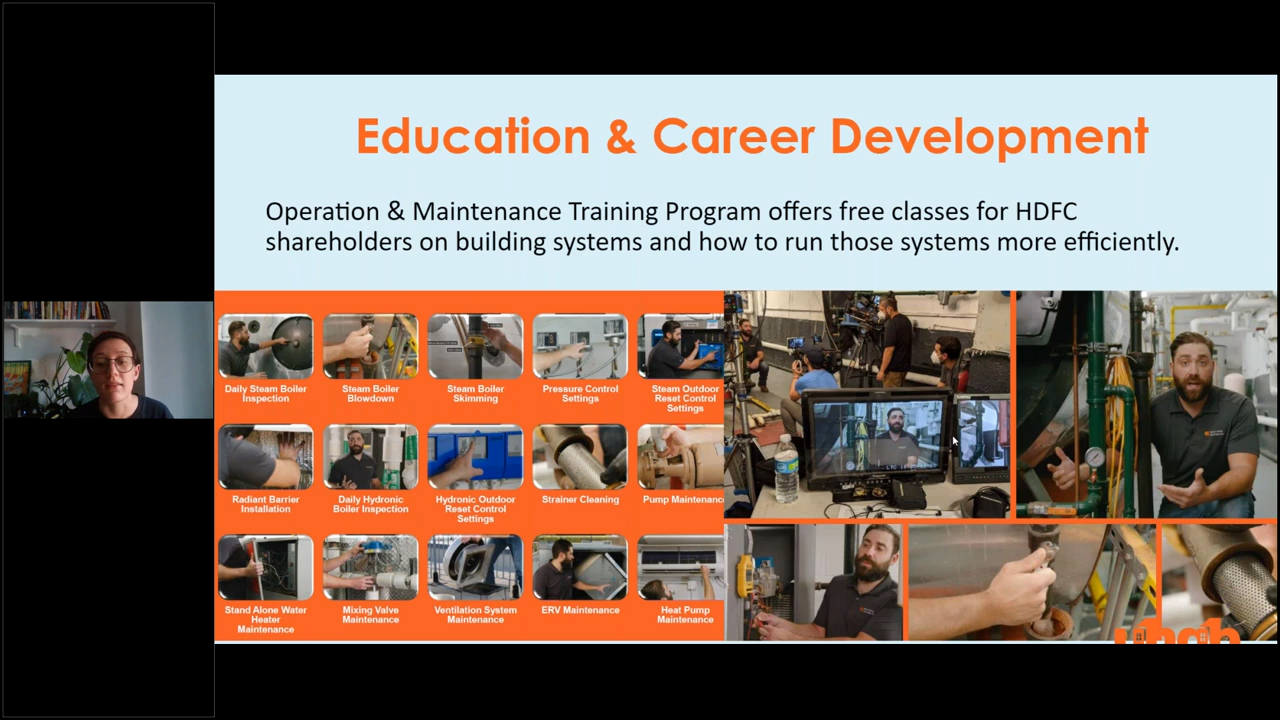 Education & Career Development
Operation & Maintenance Training Program offers free classes for HDFC
shareholders on building systems and how to run those systems more efficiently.
Daily Steam Boiler
Inspection
Steam Boiler
Blowdown
Steam Boiler
Skimming
Pressure Control
Settings
Steam Outdoor
Reset Control
Settings
Radiant Barrier
Installation
Daily Hydronic
Boiler Inspection
Hydronic Outdoor
Reset Control
Settings
Strainer Cleaning
Pump Maintenance
Stand Alone Water
Heater
Maintenance
Mixing Valve
Maintenance
Ventilation System
Maintenance
ERV Maintenance
Heat Pump
Maintenance